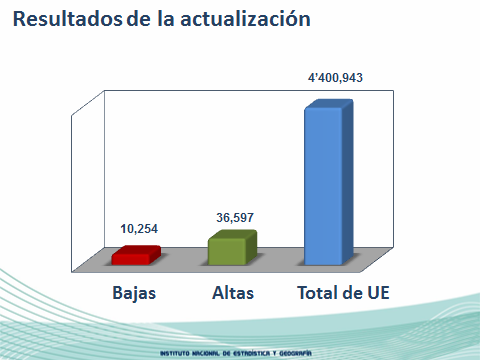 Resultados de la actualización
4'400,943
36,597
10,254
Bajas Altas Total de UE
INSTITUTO NACIONAL DE ESTADÍSTICA Y GEOGRAFÍA